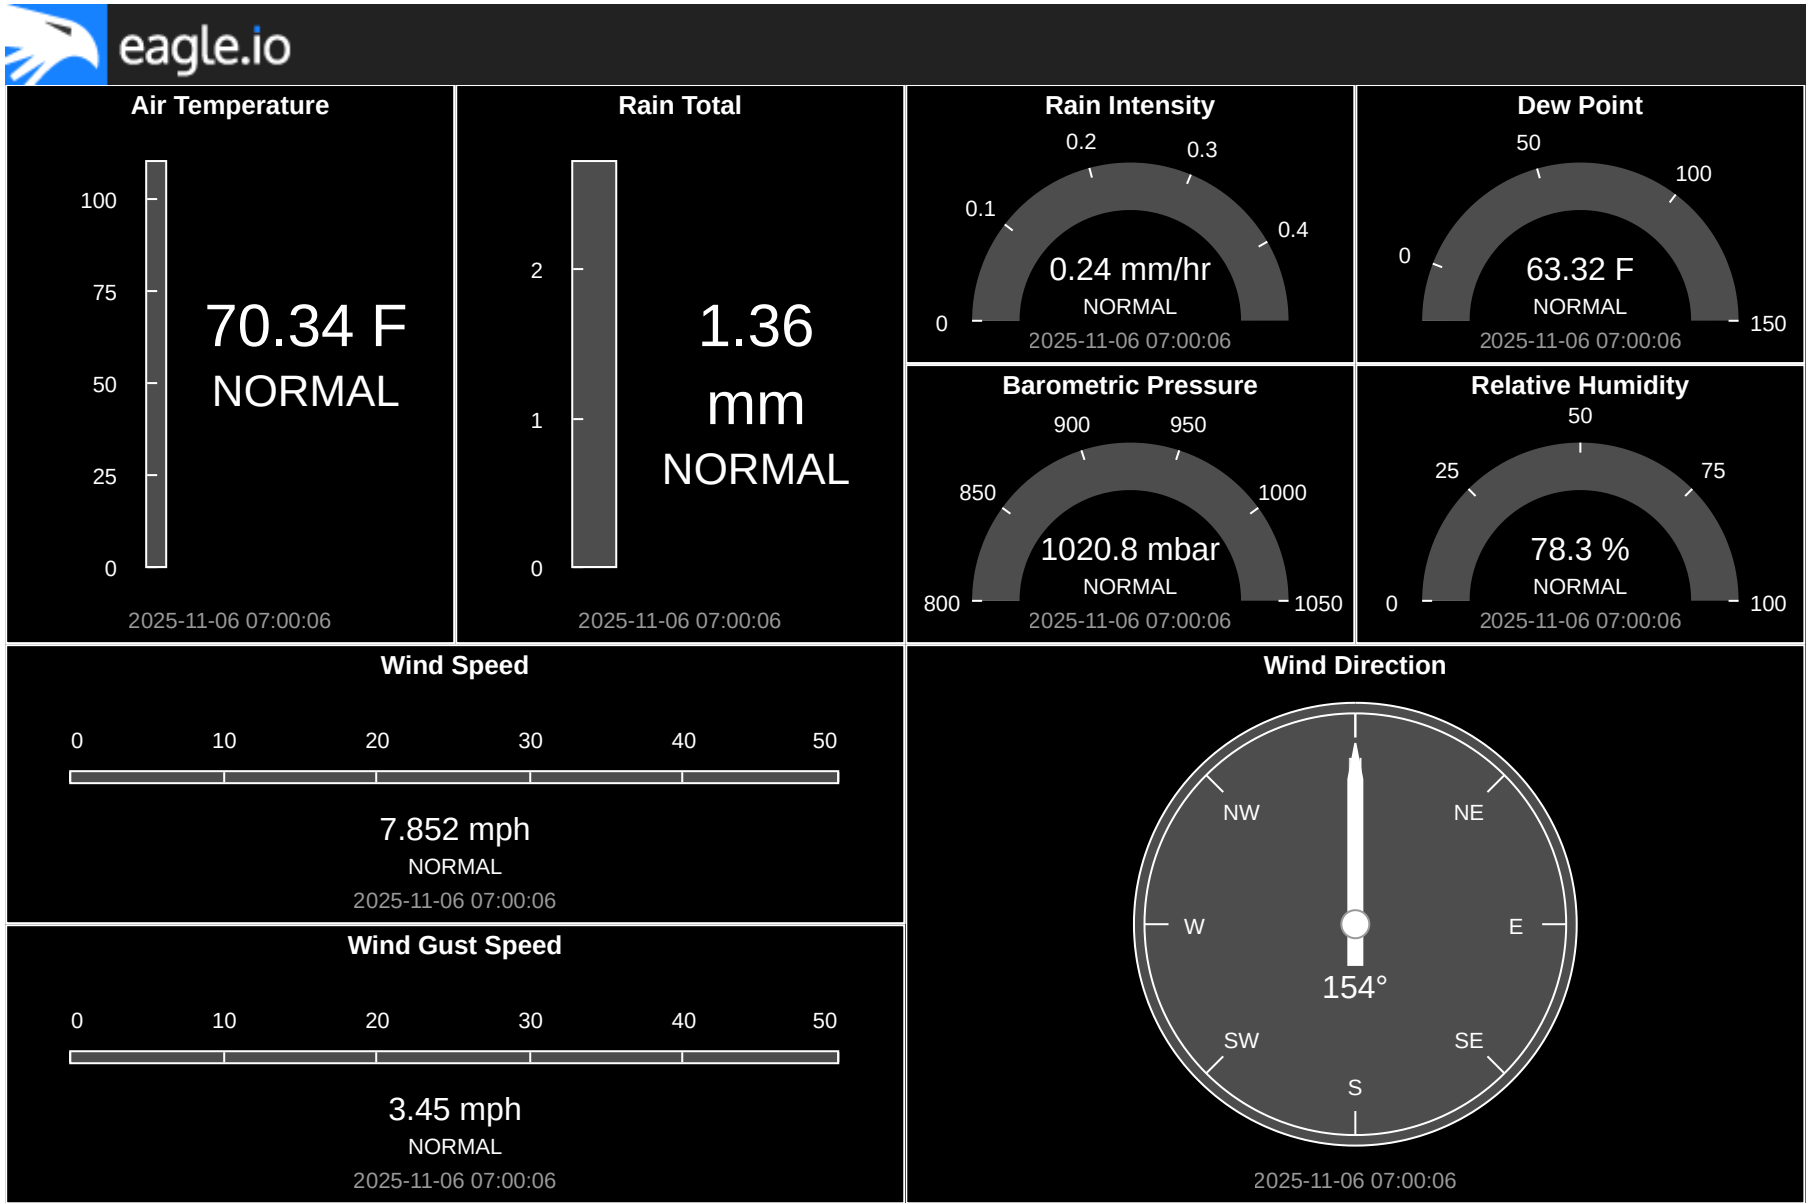 eagle.io
Air Temperature
100
75
50
25
0
70.34 F
NORMAL
2025-11-06 07:00:06
Rain Total
2
1
0
1.36
mm
NORMAL
2025-11-06 07:00:06
Rain Intensity
0
0.1
0.2
0.3
0.4
0.24 mm/hr
NORMAL
2025-11-06 07:00:06
Dew Point
0
50
100
150
63.32 F
NORMAL
2025-11-06 07:00:06
Barometric Pressure
800
850
900
950
1000
1050
1020.8 mbar
NORMAL
2025-11-06 07:00:06
Relative Humidity
0
25
50
75
100
78.3 %
NORMAL
2025-11-06 07:00:06
Wind Speed
0 10 20 30 40 50
7.852 mph
NORMAL
2025-11-06 07:00:06
Wind Gust Speed
0 10 20 30 40 50
3.45 mph
NORMAL
2025-11-06 07:00:06
Wind Direction
NW NE
W E
154°
SW SE
S
2025-11-06 07:00:06